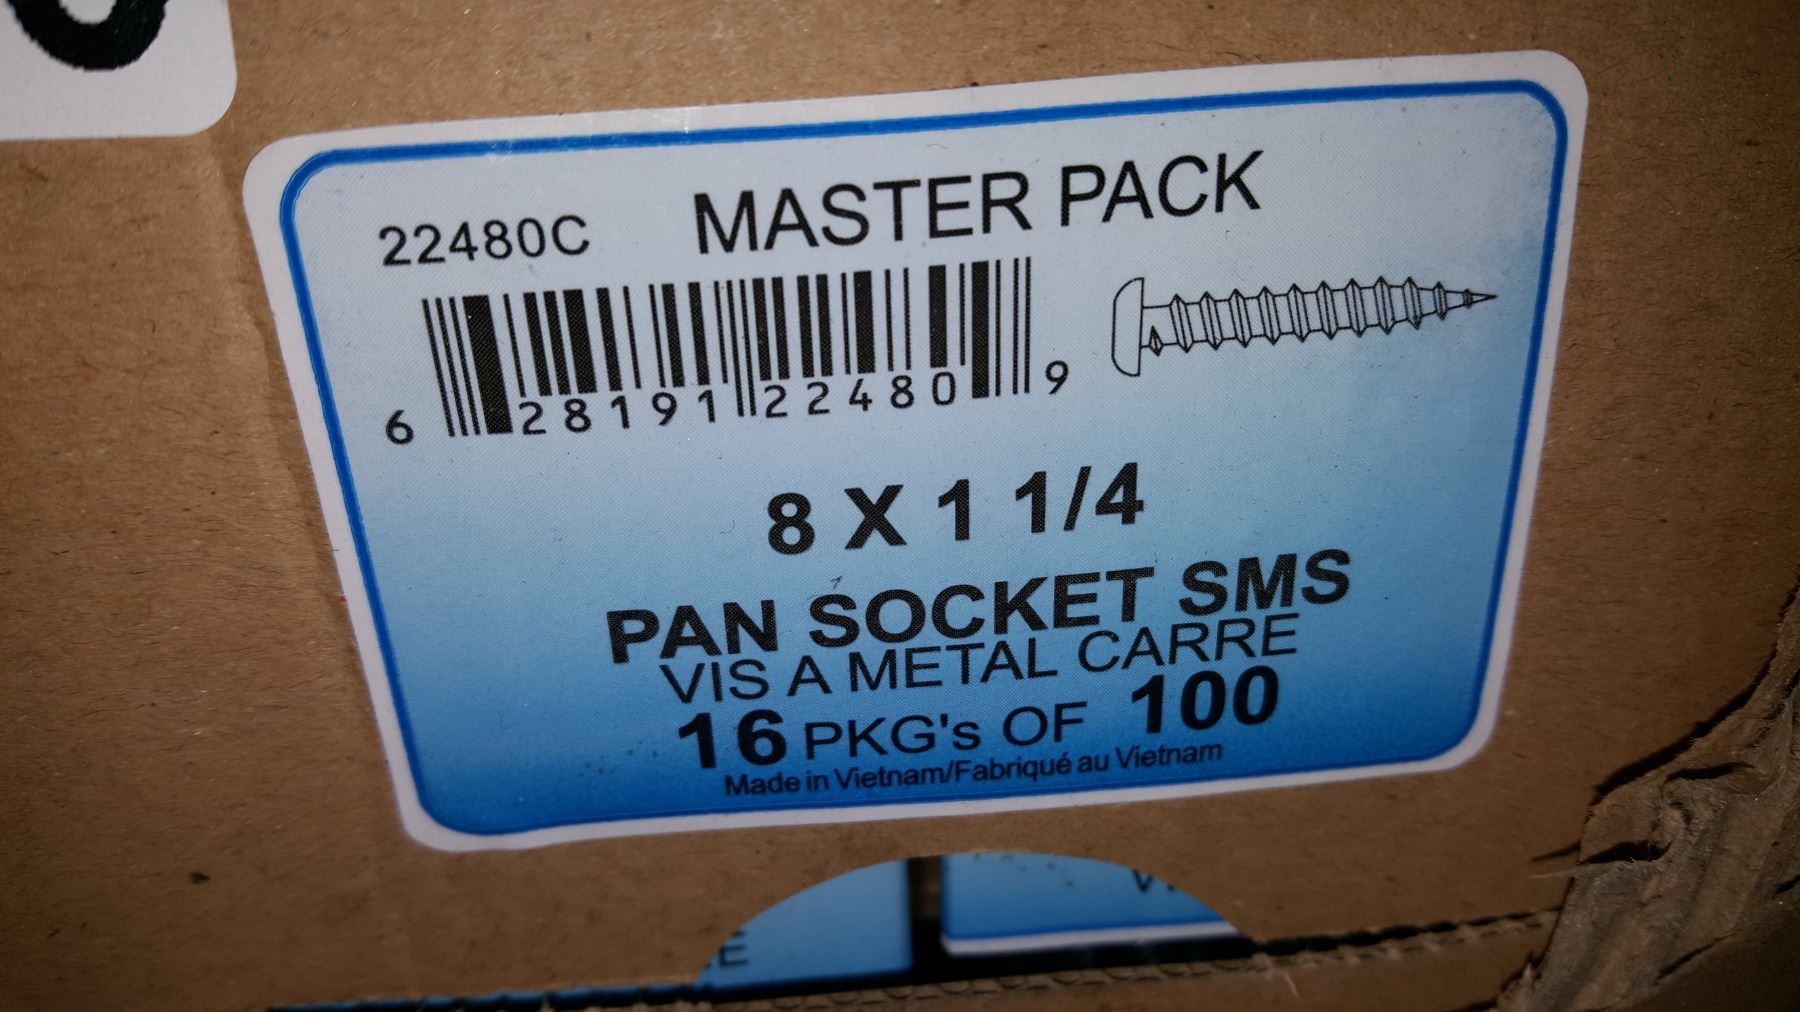 22480C MASTER PACK
6 28191 22480 9
8 X 1 1/4
PAN SOCKET SMS
VIS A METAL CARRE
16 PKG's OF 100
Made in Vietnam/Fabriqué au Vietnam